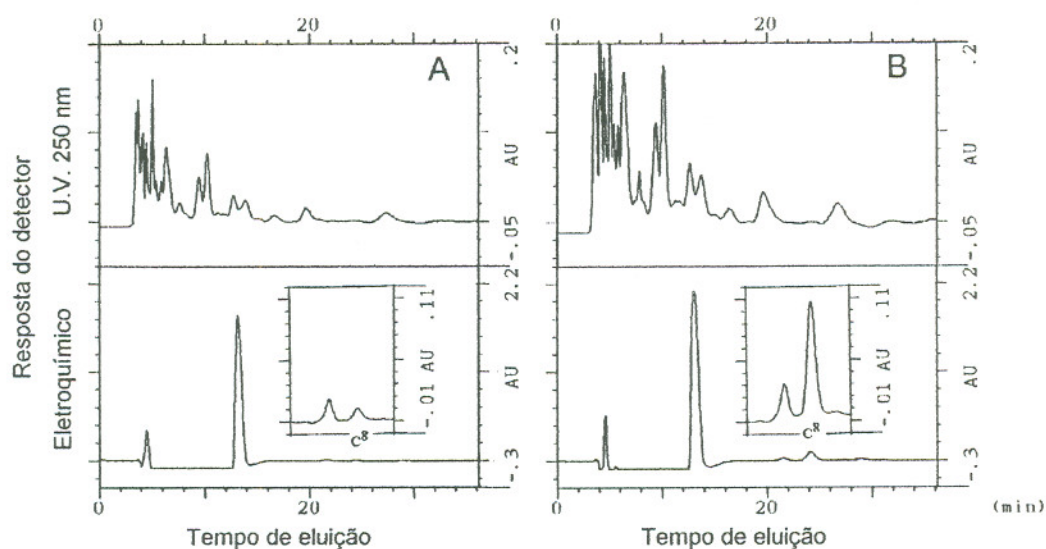 0 20
A
.2
AU
-.05
0 20
B
.2
AU
-.05
Resposta do detector
U.V. 250 nm
Eletroquímico
2.2
AU
-.3
.11
-.01 AU
C8
2.2
AU
-.3
.11
-.01 AU
C8
0 20
0 20
(min)
Tempo de eluição
Tempo de eluição